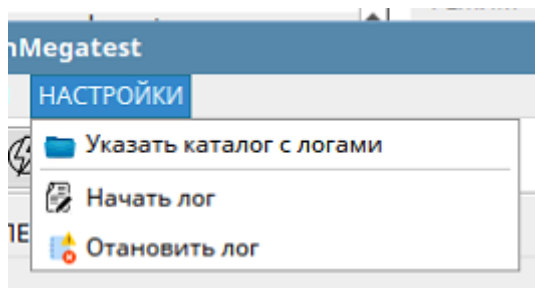 nMegatest
НАСТРОЙКИ
Указать каталог с логами
Начать лог
Отановить лог